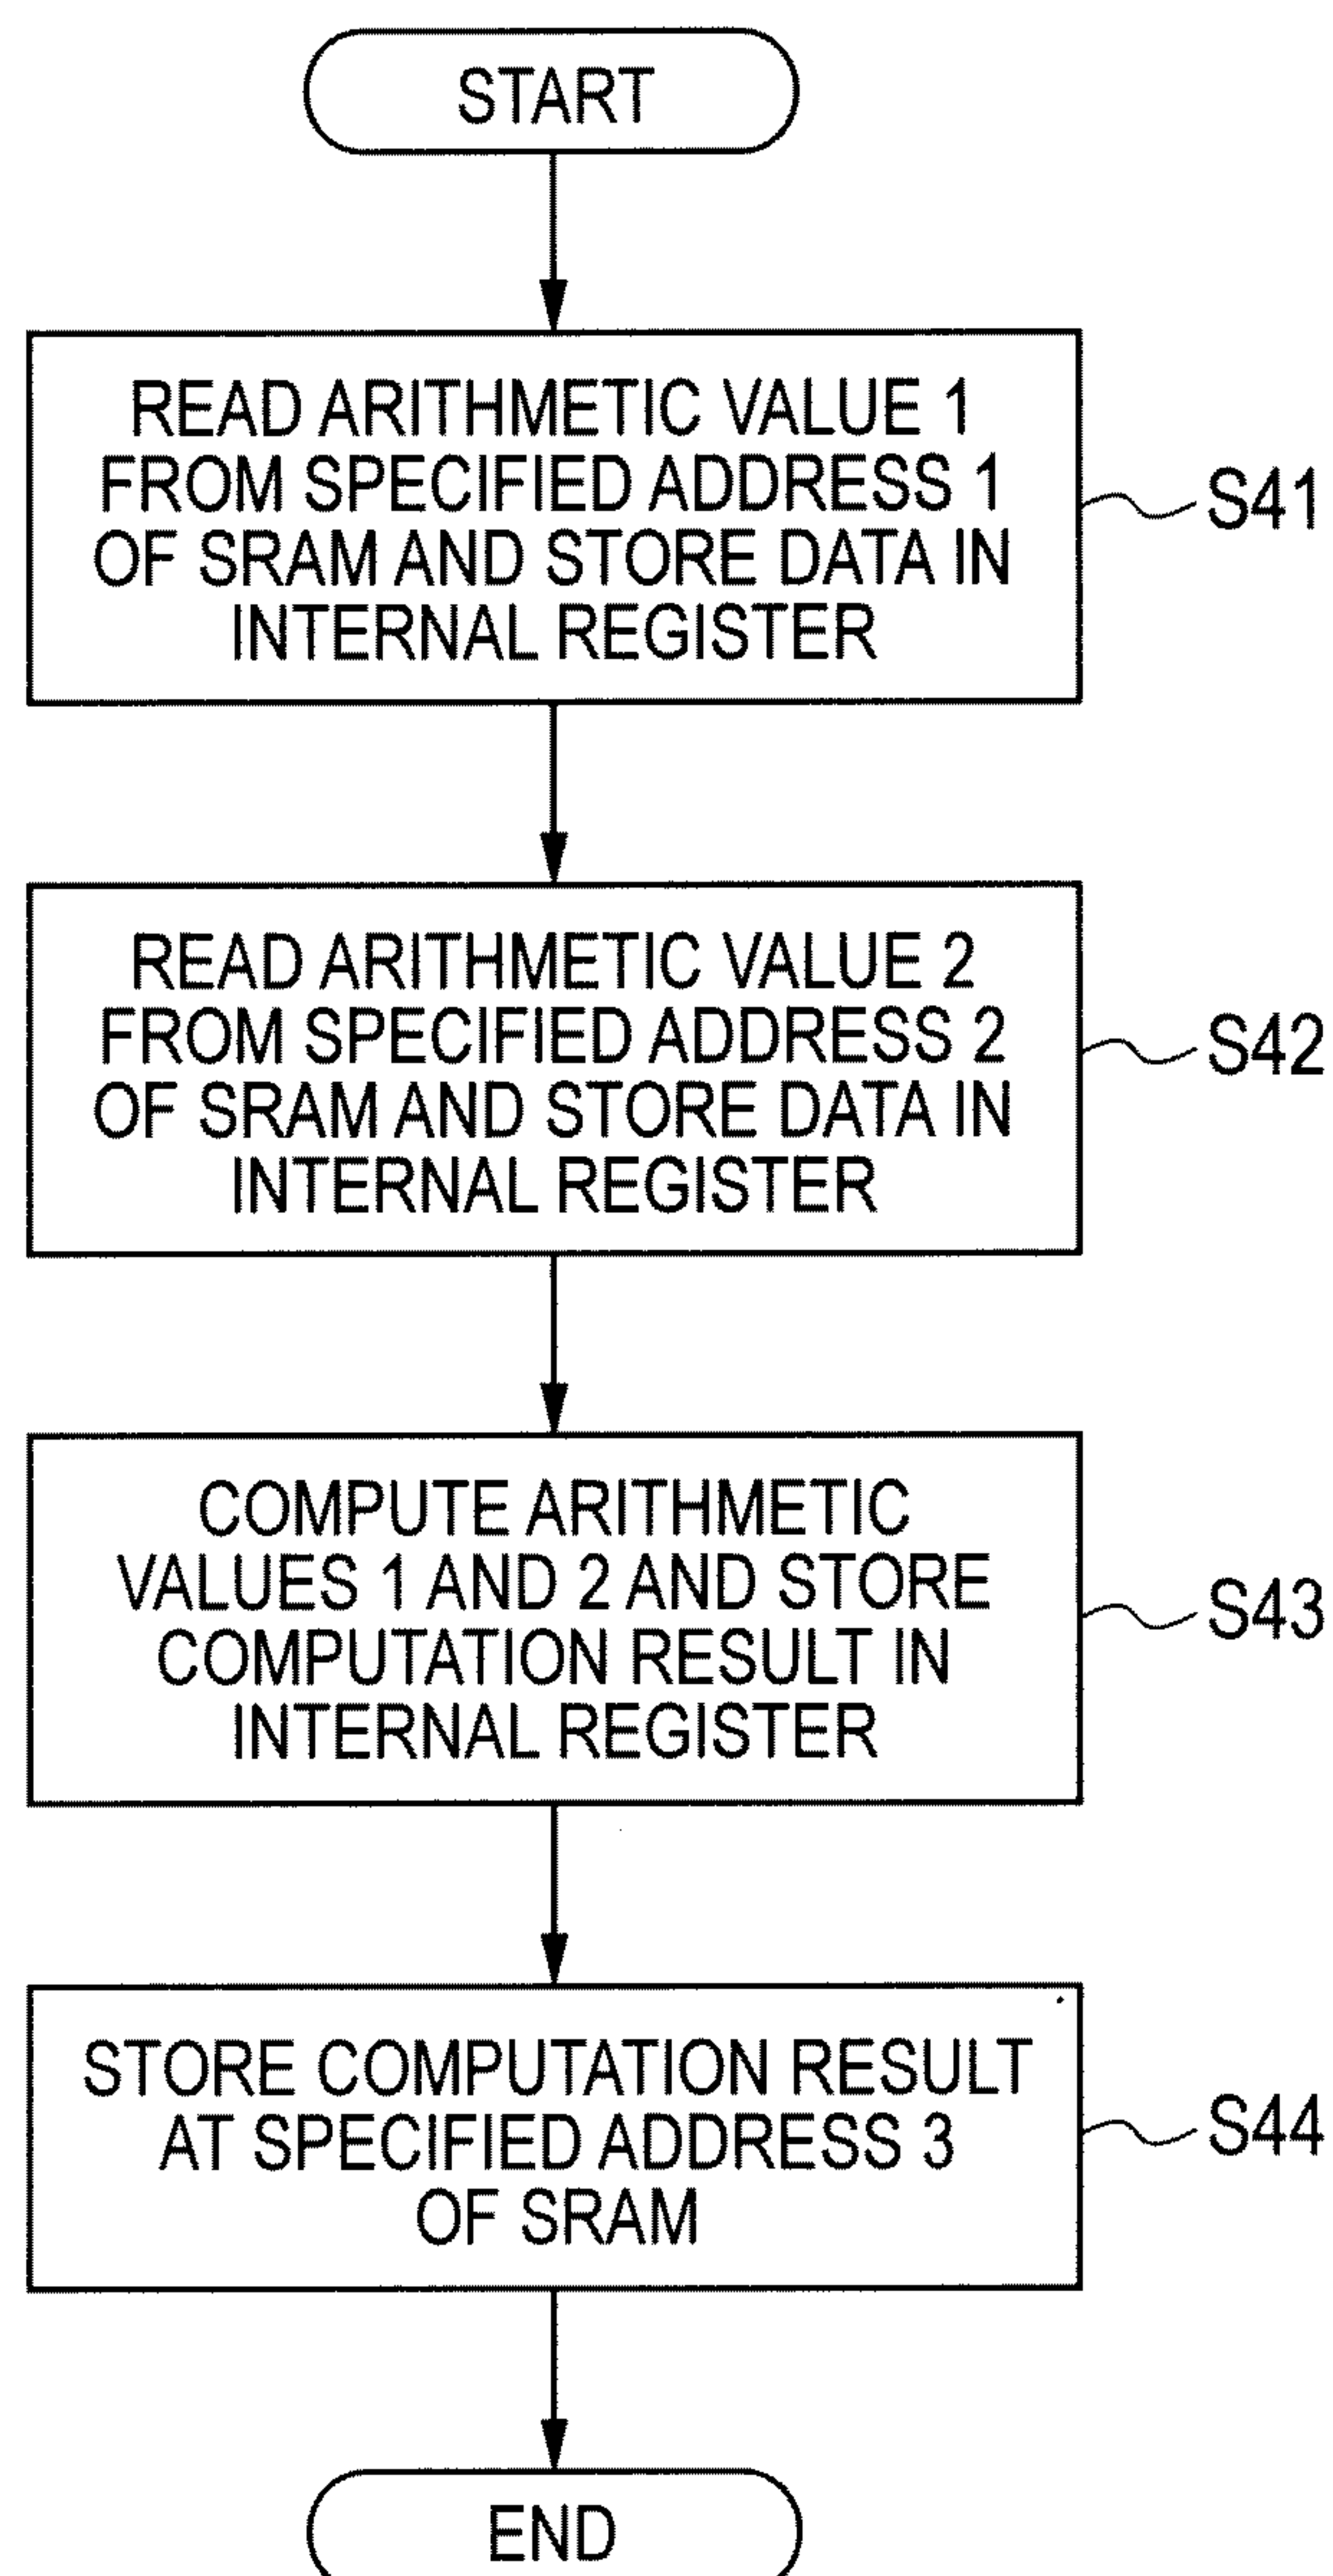 START
READ ARITHMETIC VALUE 1
FROM SPECIFIED ADDRESS 1
OF SRAM AND STORE DATA IN
INTERNAL REGISTER
S41
READ ARITHMETIC VALUE 2
FROM SPECIFIED ADDRESS 2
OF SRAM AND STORE DATA IN
INTERNAL REGISTER
S42
COMPUTE ARITHMETIC
VALUES 1 AND 2 AND STORE
COMPUTATION RESULT IN
INTERNAL REGISTER
S43
STORE COMPUTATION RESULT
AT SPECIFIED ADDRESS 3
OF SRAM
S44
END